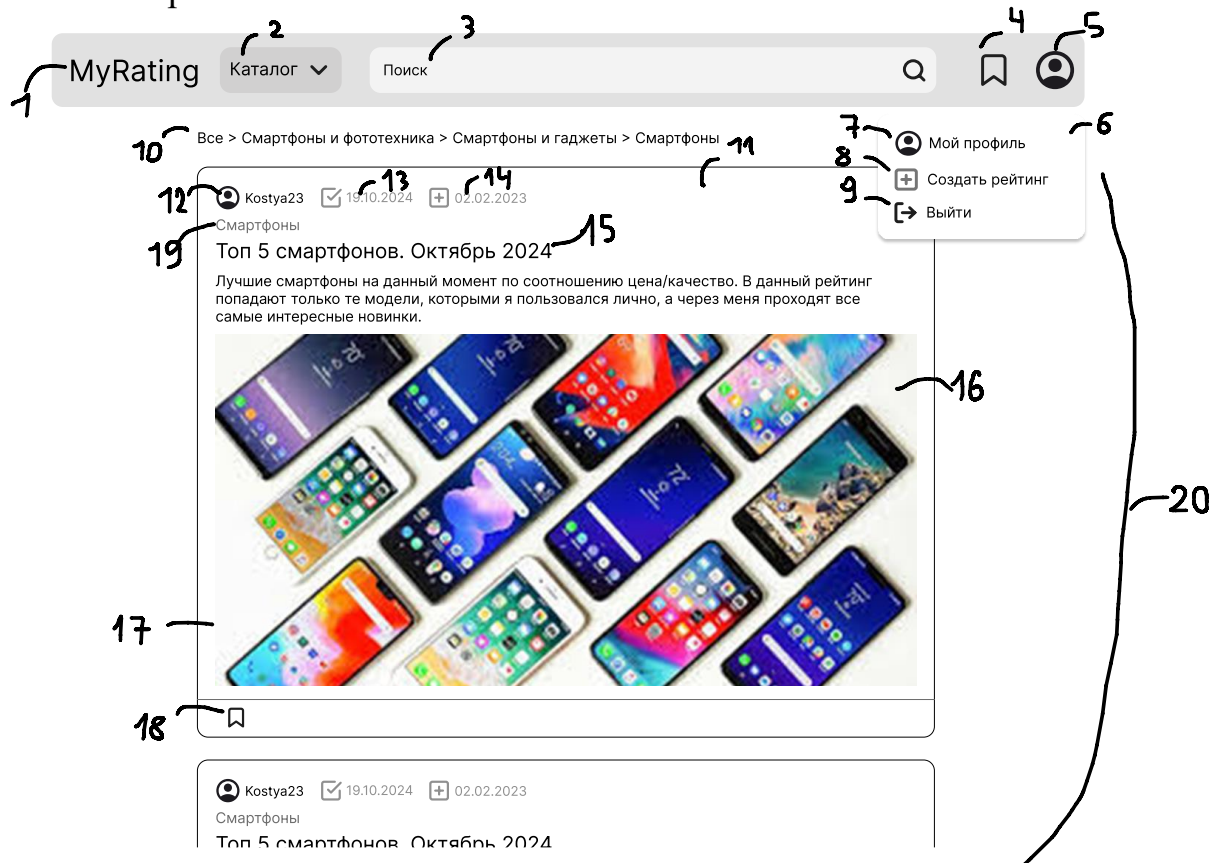 р
2 3 4 5
1 MyRating Каталог Поиск
10 Все > Смартфоны и фототехника > Смартфоны и гаджеты > Смартфоны 11
7 Мой профиль 6
8 Создать рейтинг
9 Выйти
12 Kostya23 13 19.10.2024 14 02.02.2023
19 Смартфоны
Топ 5 смартфонов. Октябрь 2024 15
Лучшие смартфоны на данный момент по соотношению цена/качество. В данный рейтинг
попадают только те модели, которыми я пользовался лично, а через меня проходят все
самые интересные новинки.
16
20
17
18
Kostya23 19.10.2024 02.02.2023
Смартфоны
Топ 5 смартфонов. Октябрь 2024